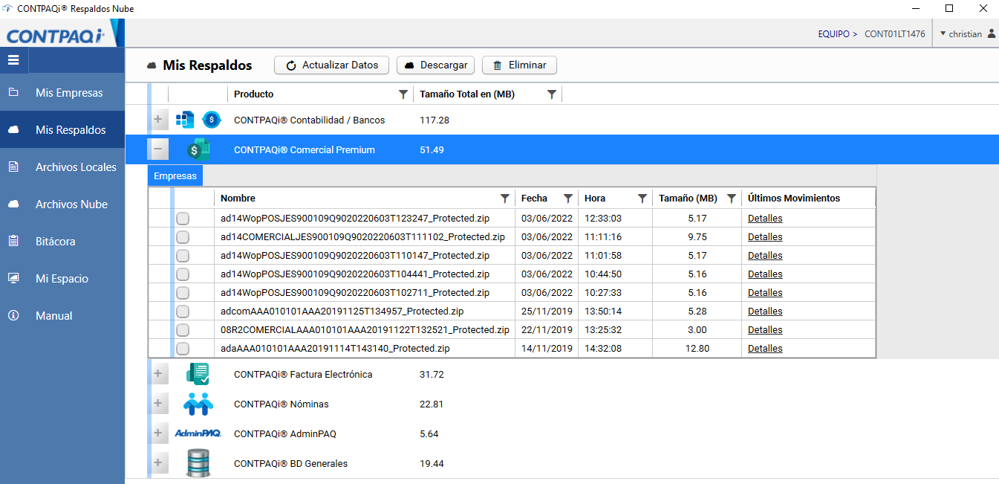 CONTPAQi® Respaldos Nube
CONTPAQi
EQUIPO > CONT01LT1476 christian
Mis Empresas
Mis Respaldos
Archivos Locales
Archivos Nube
Bitácora
Mi Espacio
Manual
Mis Respaldos Actualizar Datos Descargar Eliminar
Producto Tamaño Total en (MB)
+ CONTPAQi® Contabilidad / Bancos 117.28
− CONTPAQi® Comercial Premium 51.49
Empresas
Nombre Fecha Hora Tamaño (MB) Últimos Movimientos
ad14WopPOSJES900109Q9020220603T123247_Protected.zip 03/06/2022 12:33:03 5.17 Detalles
ad14COMERCIALJES900109Q9020220603T111102_Protected.zip 03/06/2022 11:11:16 9.75 Detalles
ad14WopPOSJES900109Q9020220603T110147_Protected.zip 03/06/2022 11:01:58 5.17 Detalles
ad14WopPOSJES900109Q9020220603T104441_Protected.zip 03/06/2022 10:44:50 5.16 Detalles
ad14WopPOSJES900109Q9020220603T102711_Protected.zip 03/06/2022 10:27:33 5.16 Detalles
adcomAAA010101AAA20191125T134957_Protected.zip 25/11/2019 13:50:14 5.28 Detalles
08R2COMERCIALAAA010101AAA20191122T132521_Protected.zip 22/11/2019 13:25:32 3.00 Detalles
adaAAA010101AAA20191114T143140_Protected.zip 14/11/2019 14:32:08 12.80 Detalles
+ CONTPAQi® Factura Electrónica 31.72
+ CONTPAQi® Nóminas 22.81
+ AdminPAQ. CONTPAQi® AdminPAQ 5.64
+ CONTPAQi® BD Generales 19.44